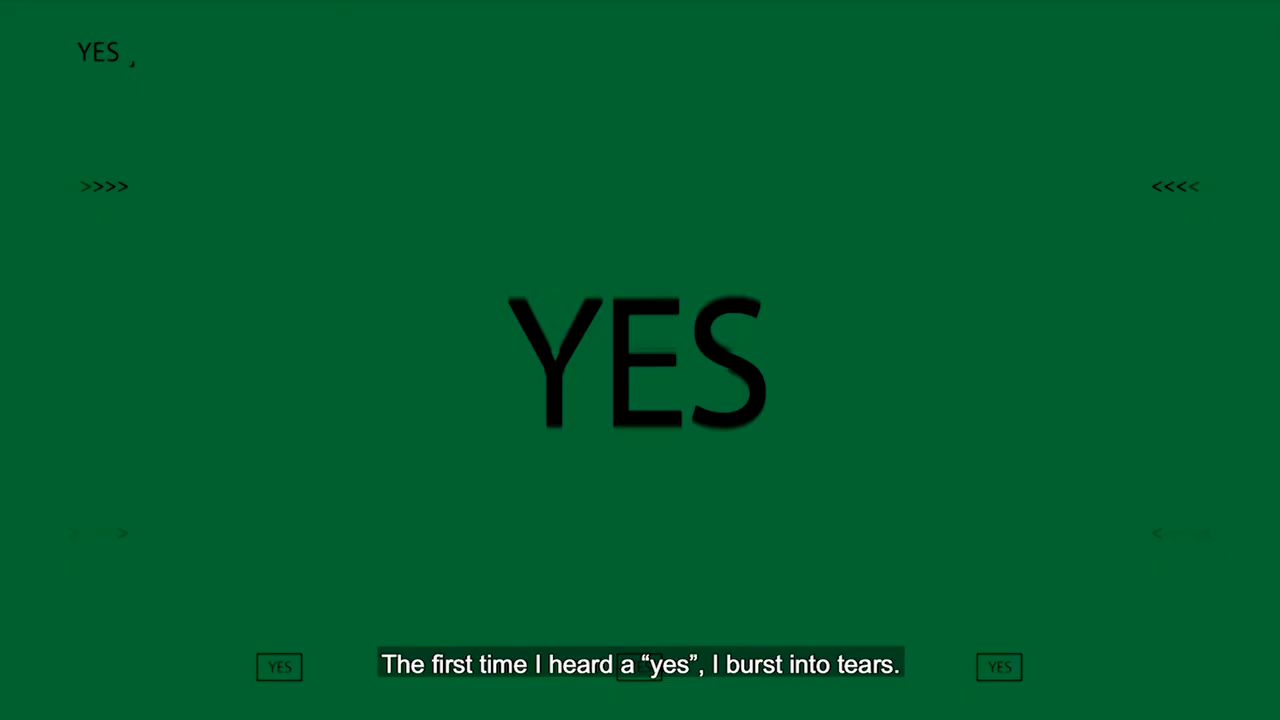 YES
>>>> <<<<
YES
> <
YES YES
The first time I heard a “yes”, I burst into tears.